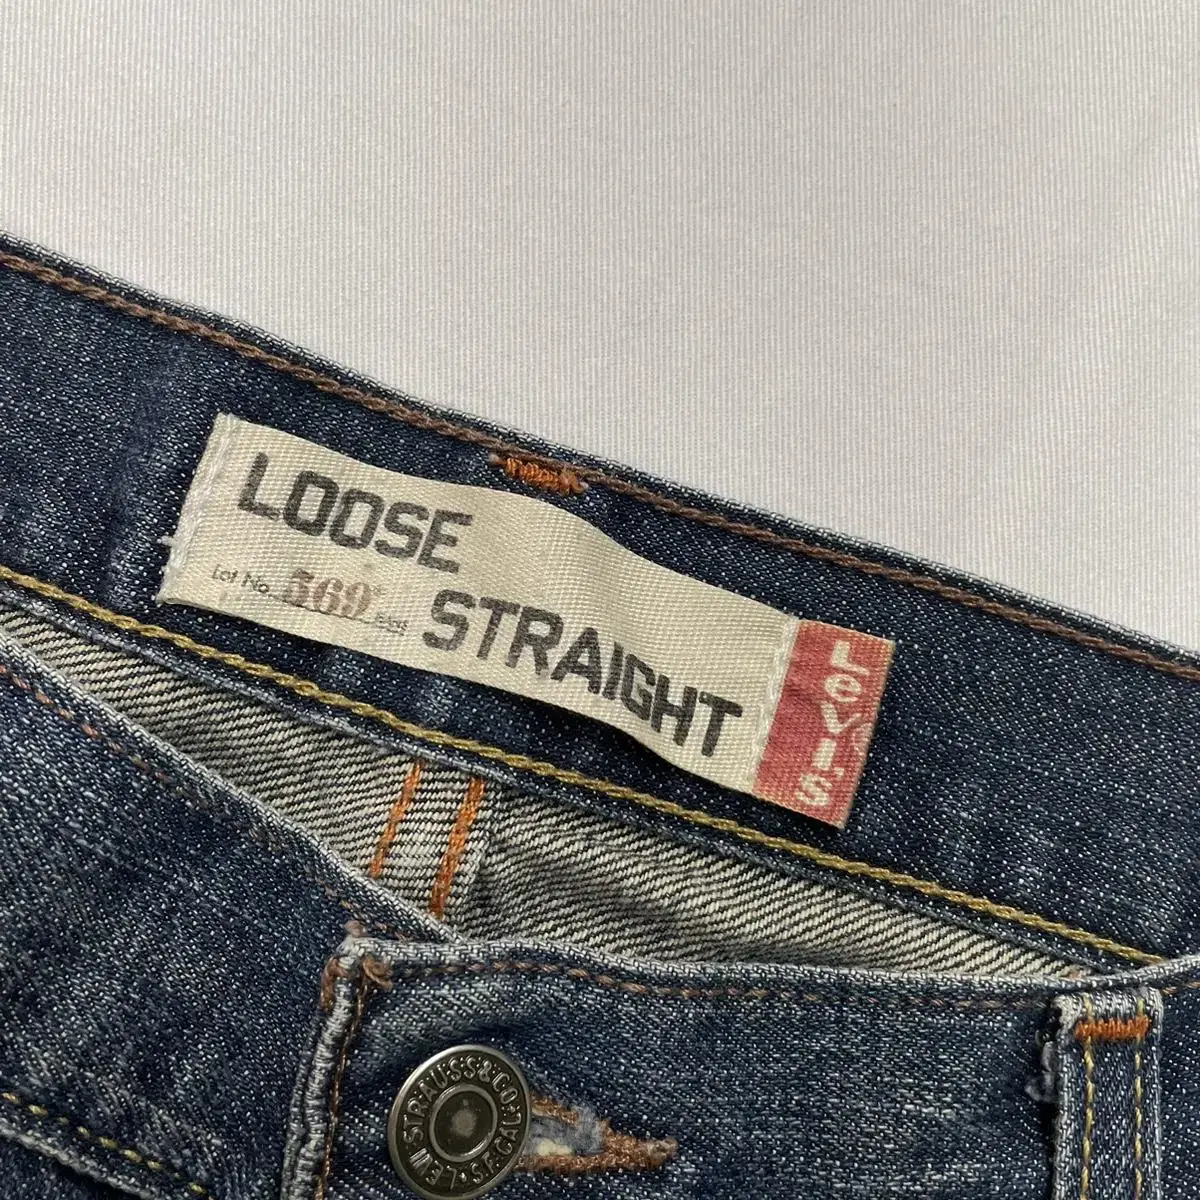 LOOSE
Lot No. 569
STRAIGHT
LEVI'S
LEVI STRAUSS & CO.
S.F. CAL.